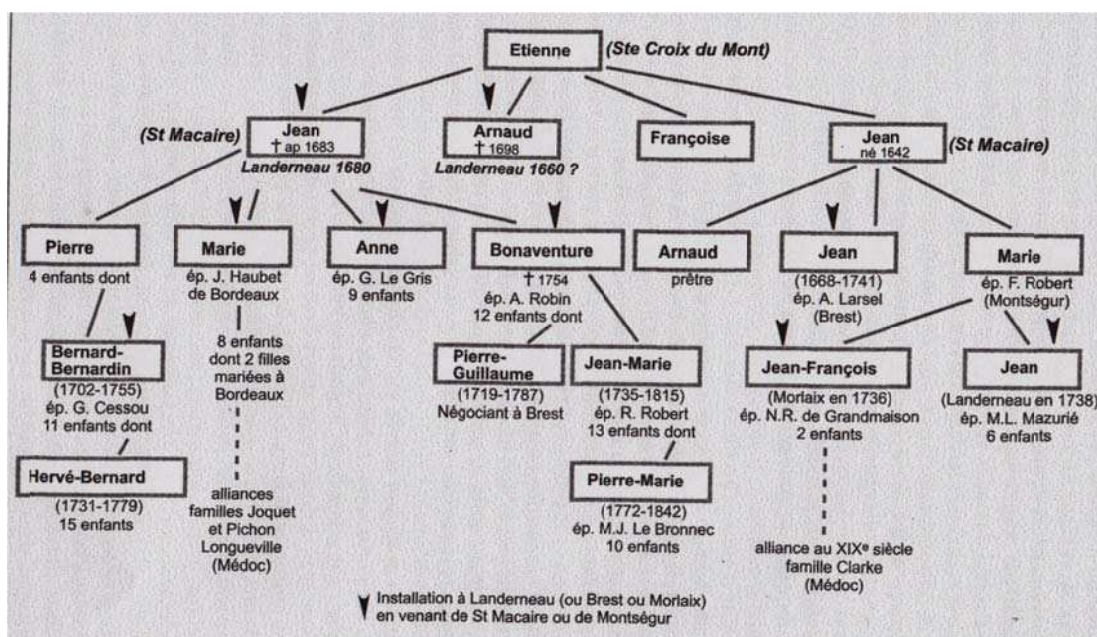 Etienne
(Ste Croix du Mont)
(St Macaire)
Jean
† ap 1683
Landerneau 1680
Arnaud
† 1698
Landerneau 1660 ?
Françoise
Jean
né 1642
(St Macaire)
Pierre
4 enfants dont
Marie
ép. J. Haubet
de Bordeaux
Anne
ép. G. Le Gris
9 enfants
Bonaventure
† 1754
ép. A. Robin
12 enfants dont
Arnaud
prêtre
Jean
(1668-1741)
ép. A. Larsel
(Brest)
Marie
ép. F. Robert
(Montségur)
Bernard-
Bernardin
(1702-1755)
ép. G. Cessou
11 enfants dont
8 enfants
dont 2 filles
mariées à
Bordeaux
Pierre-
Guillaume
(1719-1787)
Négociant à Brest
Jean-Marie
(1735-1815)
ép. R. Robert
13 enfants dont
Jean-François
(Morlaix en 1736)
ép. N.R. de Grandmaison
2 enfants
Jean
(Landerneau en 1738)
ép. M.L. Mazurié
6 enfants
Hervé-Bernard
(1731-1779)
15 enfants
alliances
familles Joquet
et Pichon
Longueville
(Médoc)
Pierre-Marie
(1772-1842)
ép. M.J. Le Bronnec
10 enfants
alliance au XIXe siècle
famille Clarke
(Médoc)
Installation à Landerneau (ou Brest ou Morlaix)
en venant de St Macaire ou de Montségur